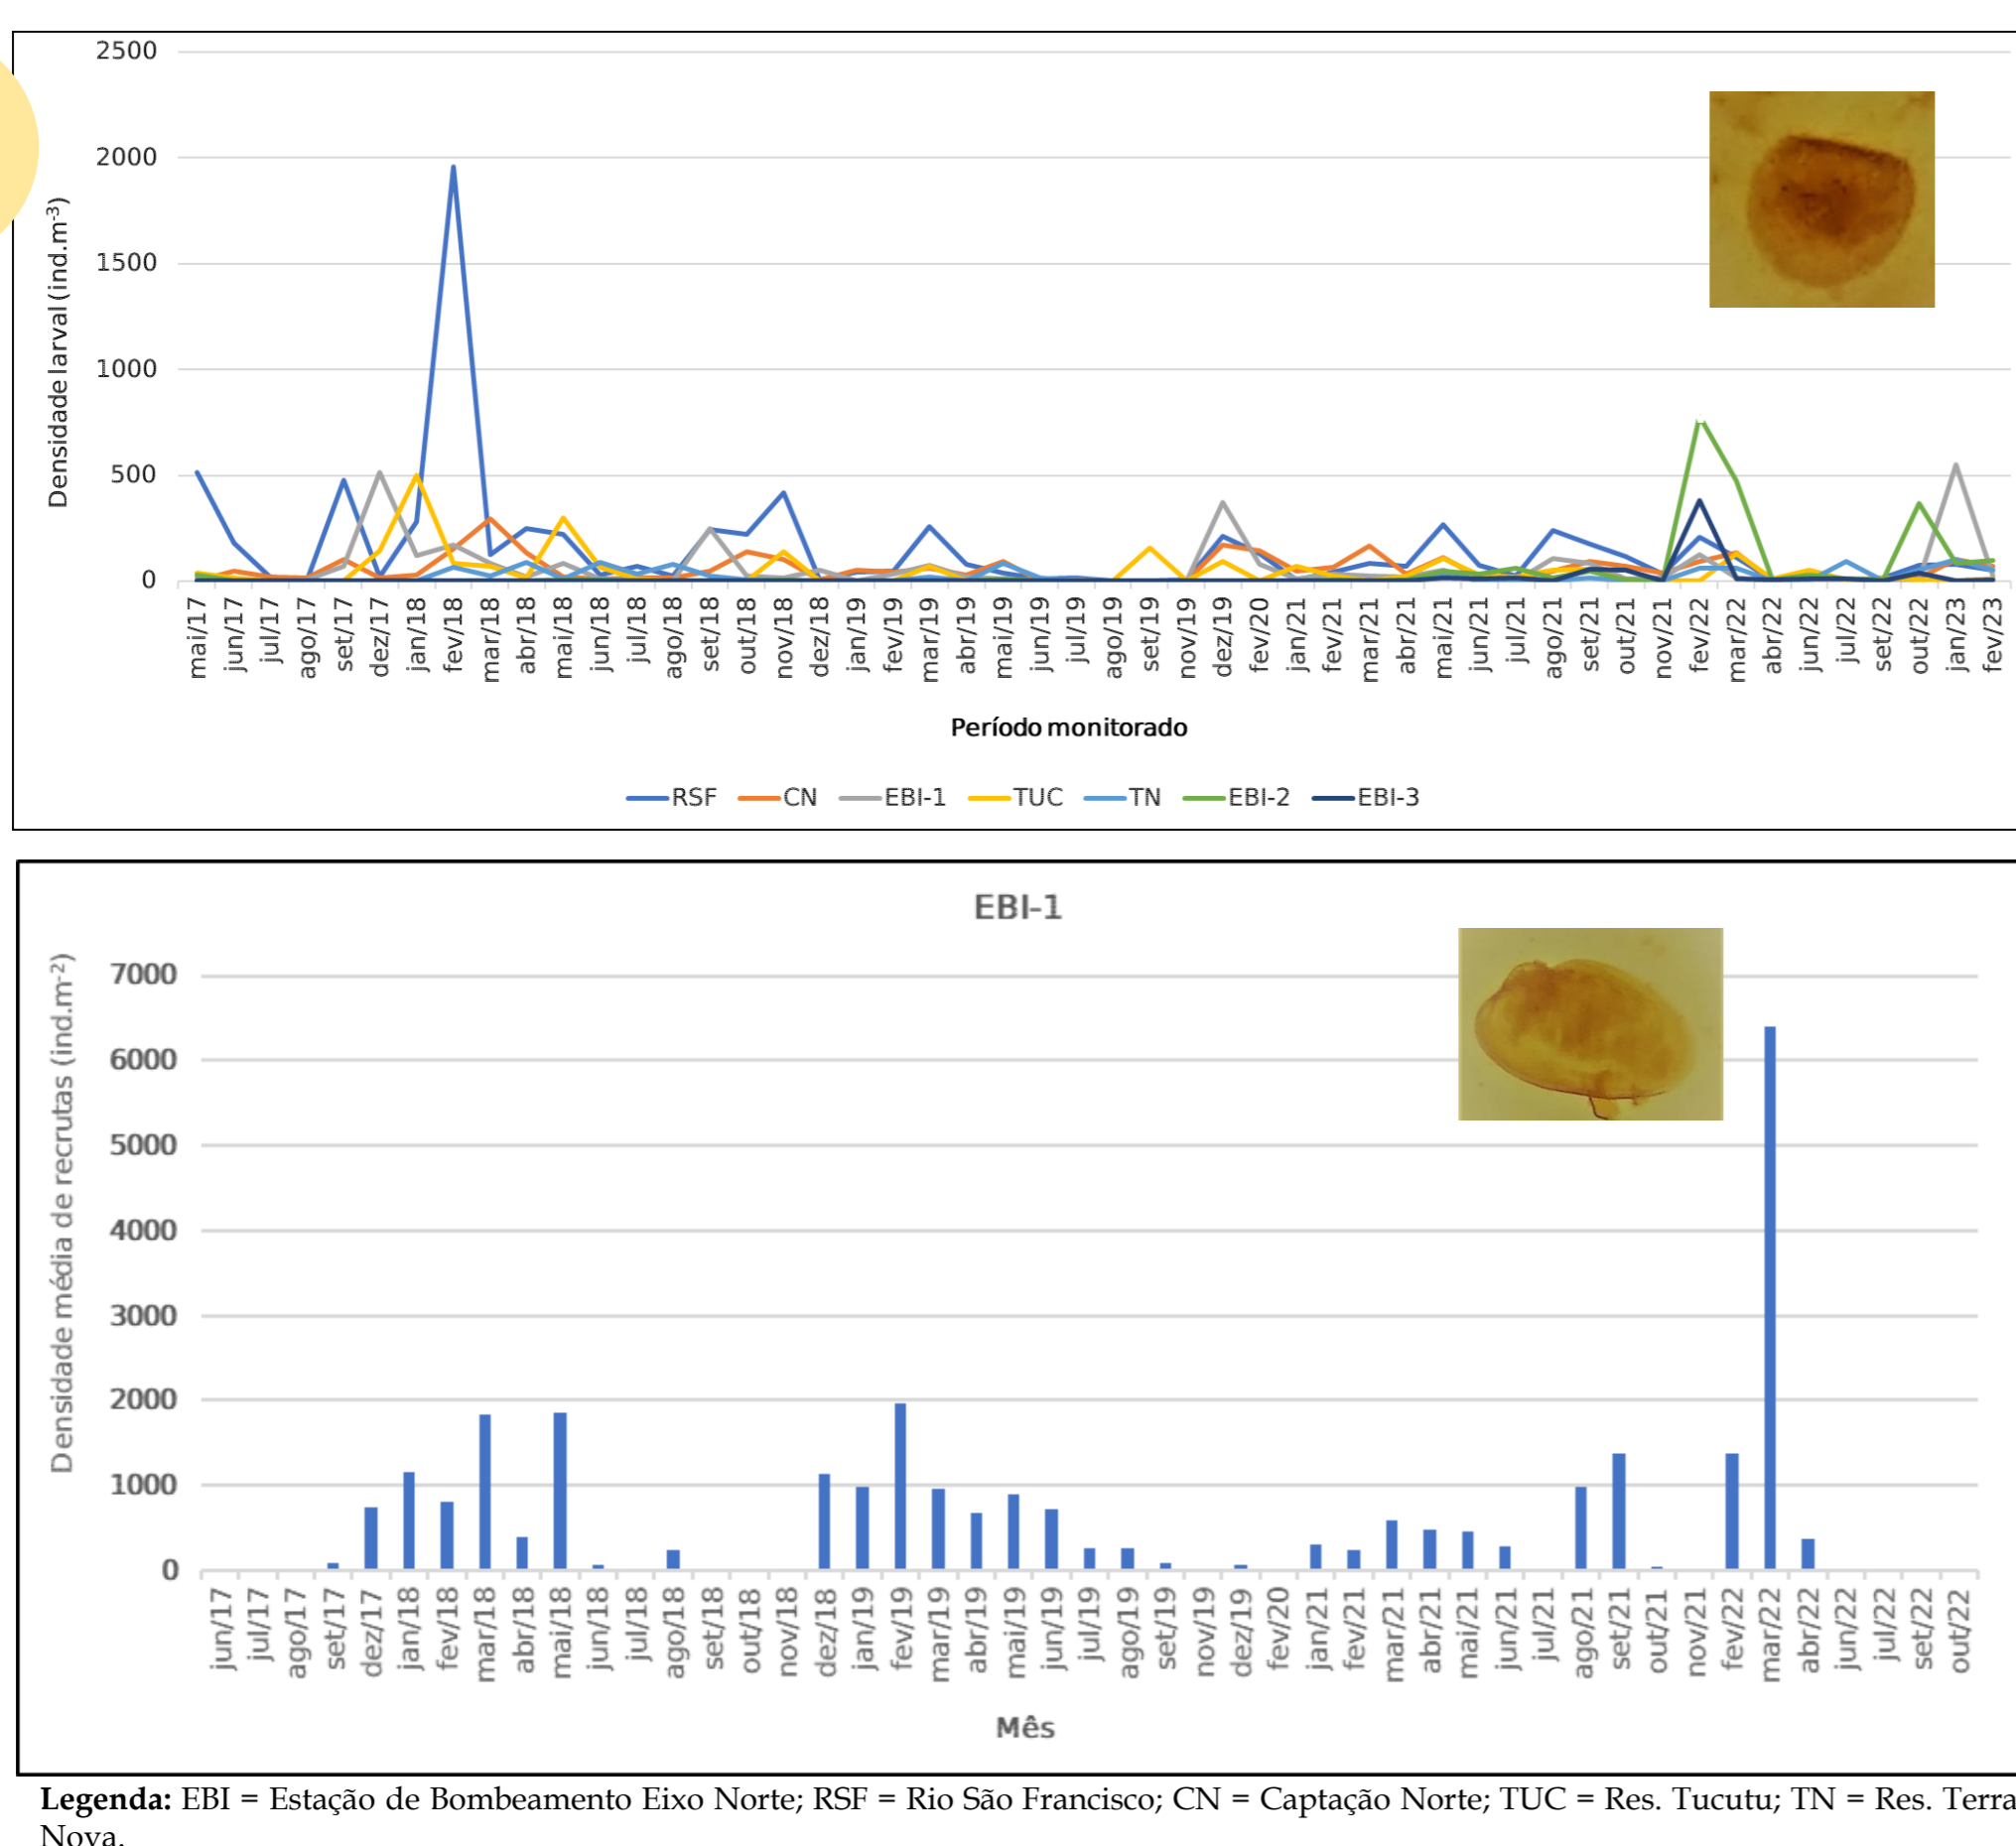 2500
2000
1500
1000
500
0
Densidade larval (ind.m-3)
mai/17 jun/17 jul/17 ago/17 set/17 dez/17 jan/18 fev/18 mar/18 abr/18 mai/18 jun/18 jul/18 ago/18 set/18 out/18 nov/18 dez/18 jan/19 fev/19 mar/19 abr/19 mai/19 jun/19 jul/19 ago/19 set/19 nov/19 dez/19 fev/20 jan/21 fev/21 mar/21 abr/21 mai/21 jun/21 jul/21 ago/21 set/21 out/21 nov/21 fev/22 mar/22 abr/22 jun/22 jul/22 set/22 out/22 jan/23 fev/23
Período monitorado
RSF CN EBI-1 TUC TN EBI-2 EBI-3
EBI-1
7000
6000
5000
4000
3000
2000
1000
0
Densidade média de recrutas (ind.m-2)
jun/17 jul/17 ago/17 set/17 dez/17 jan/18 fev/18 mar/18 abr/18 mai/18 jun/18 jul/18 ago/18 set/18 out/18 nov/18 dez/18 jan/19 fev/19 mar/19 abr/19 mai/19 jun/19 jul/19 ago/19 set/19 nov/19 dez/19 fev/20 jan/21 fev/21 mar/21 abr/21 mai/21 jun/21 jul/21 ago/21 set/21 out/21 nov/21 fev/22 mar/22 abr/22 jun/22 jul/22 set/22 out/22
Mês
Legenda: EBI = Estação de Bombeamento Eixo Norte; RSF = Rio São Francisco; CN = Captação Norte; TUC = Res. Tucutu; TN = Res. Terra
Nova.